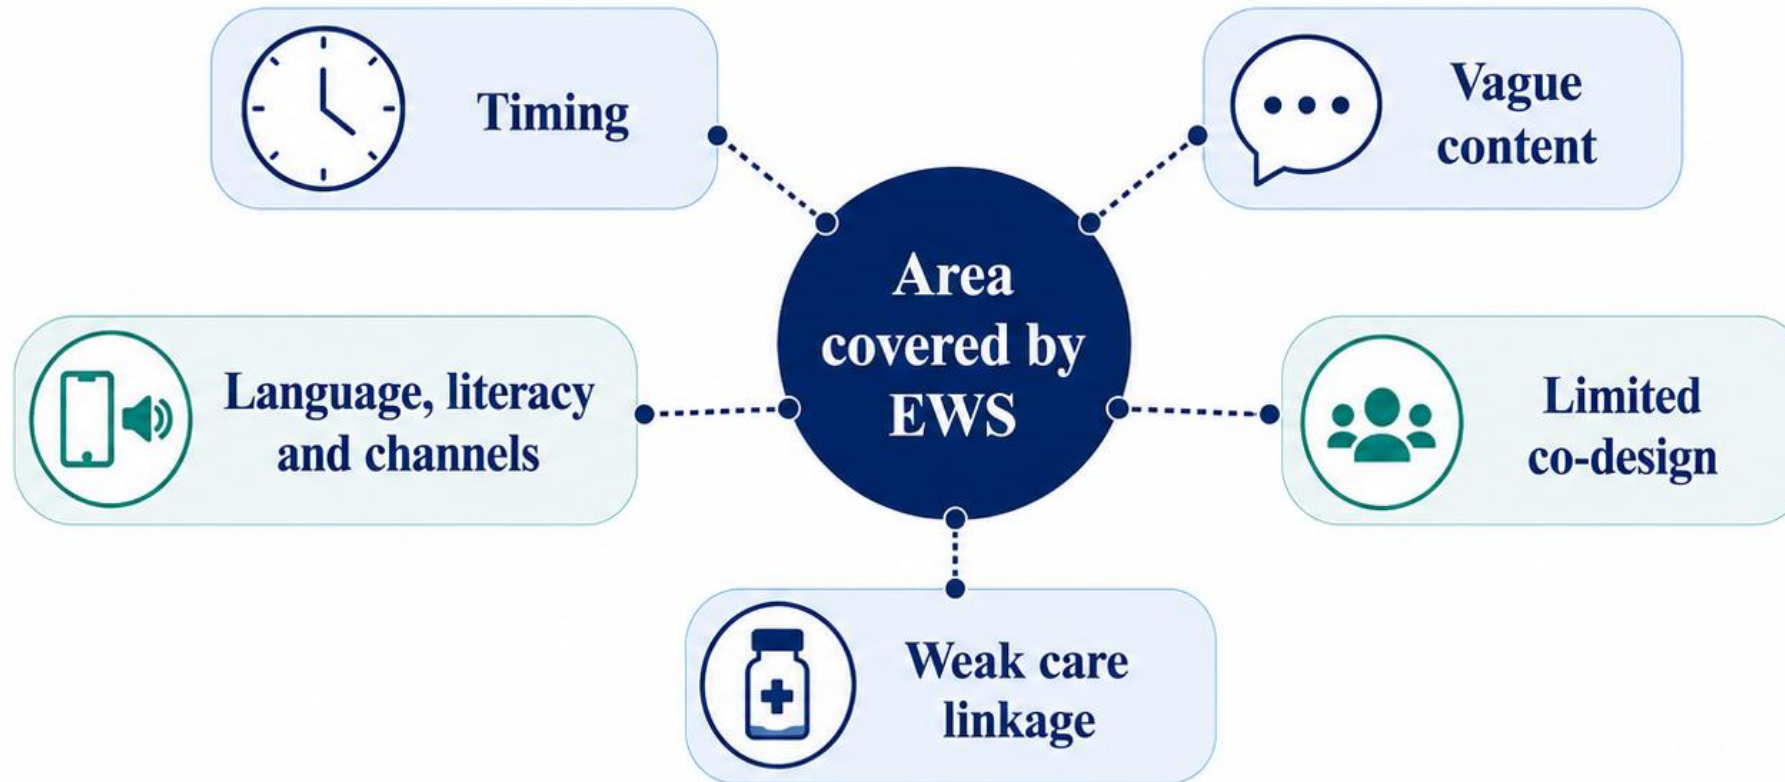 Timing
Vague
content
Area
covered by
EWS
Language, literacy
and channels
Limited
co-design
Weak care
linkage